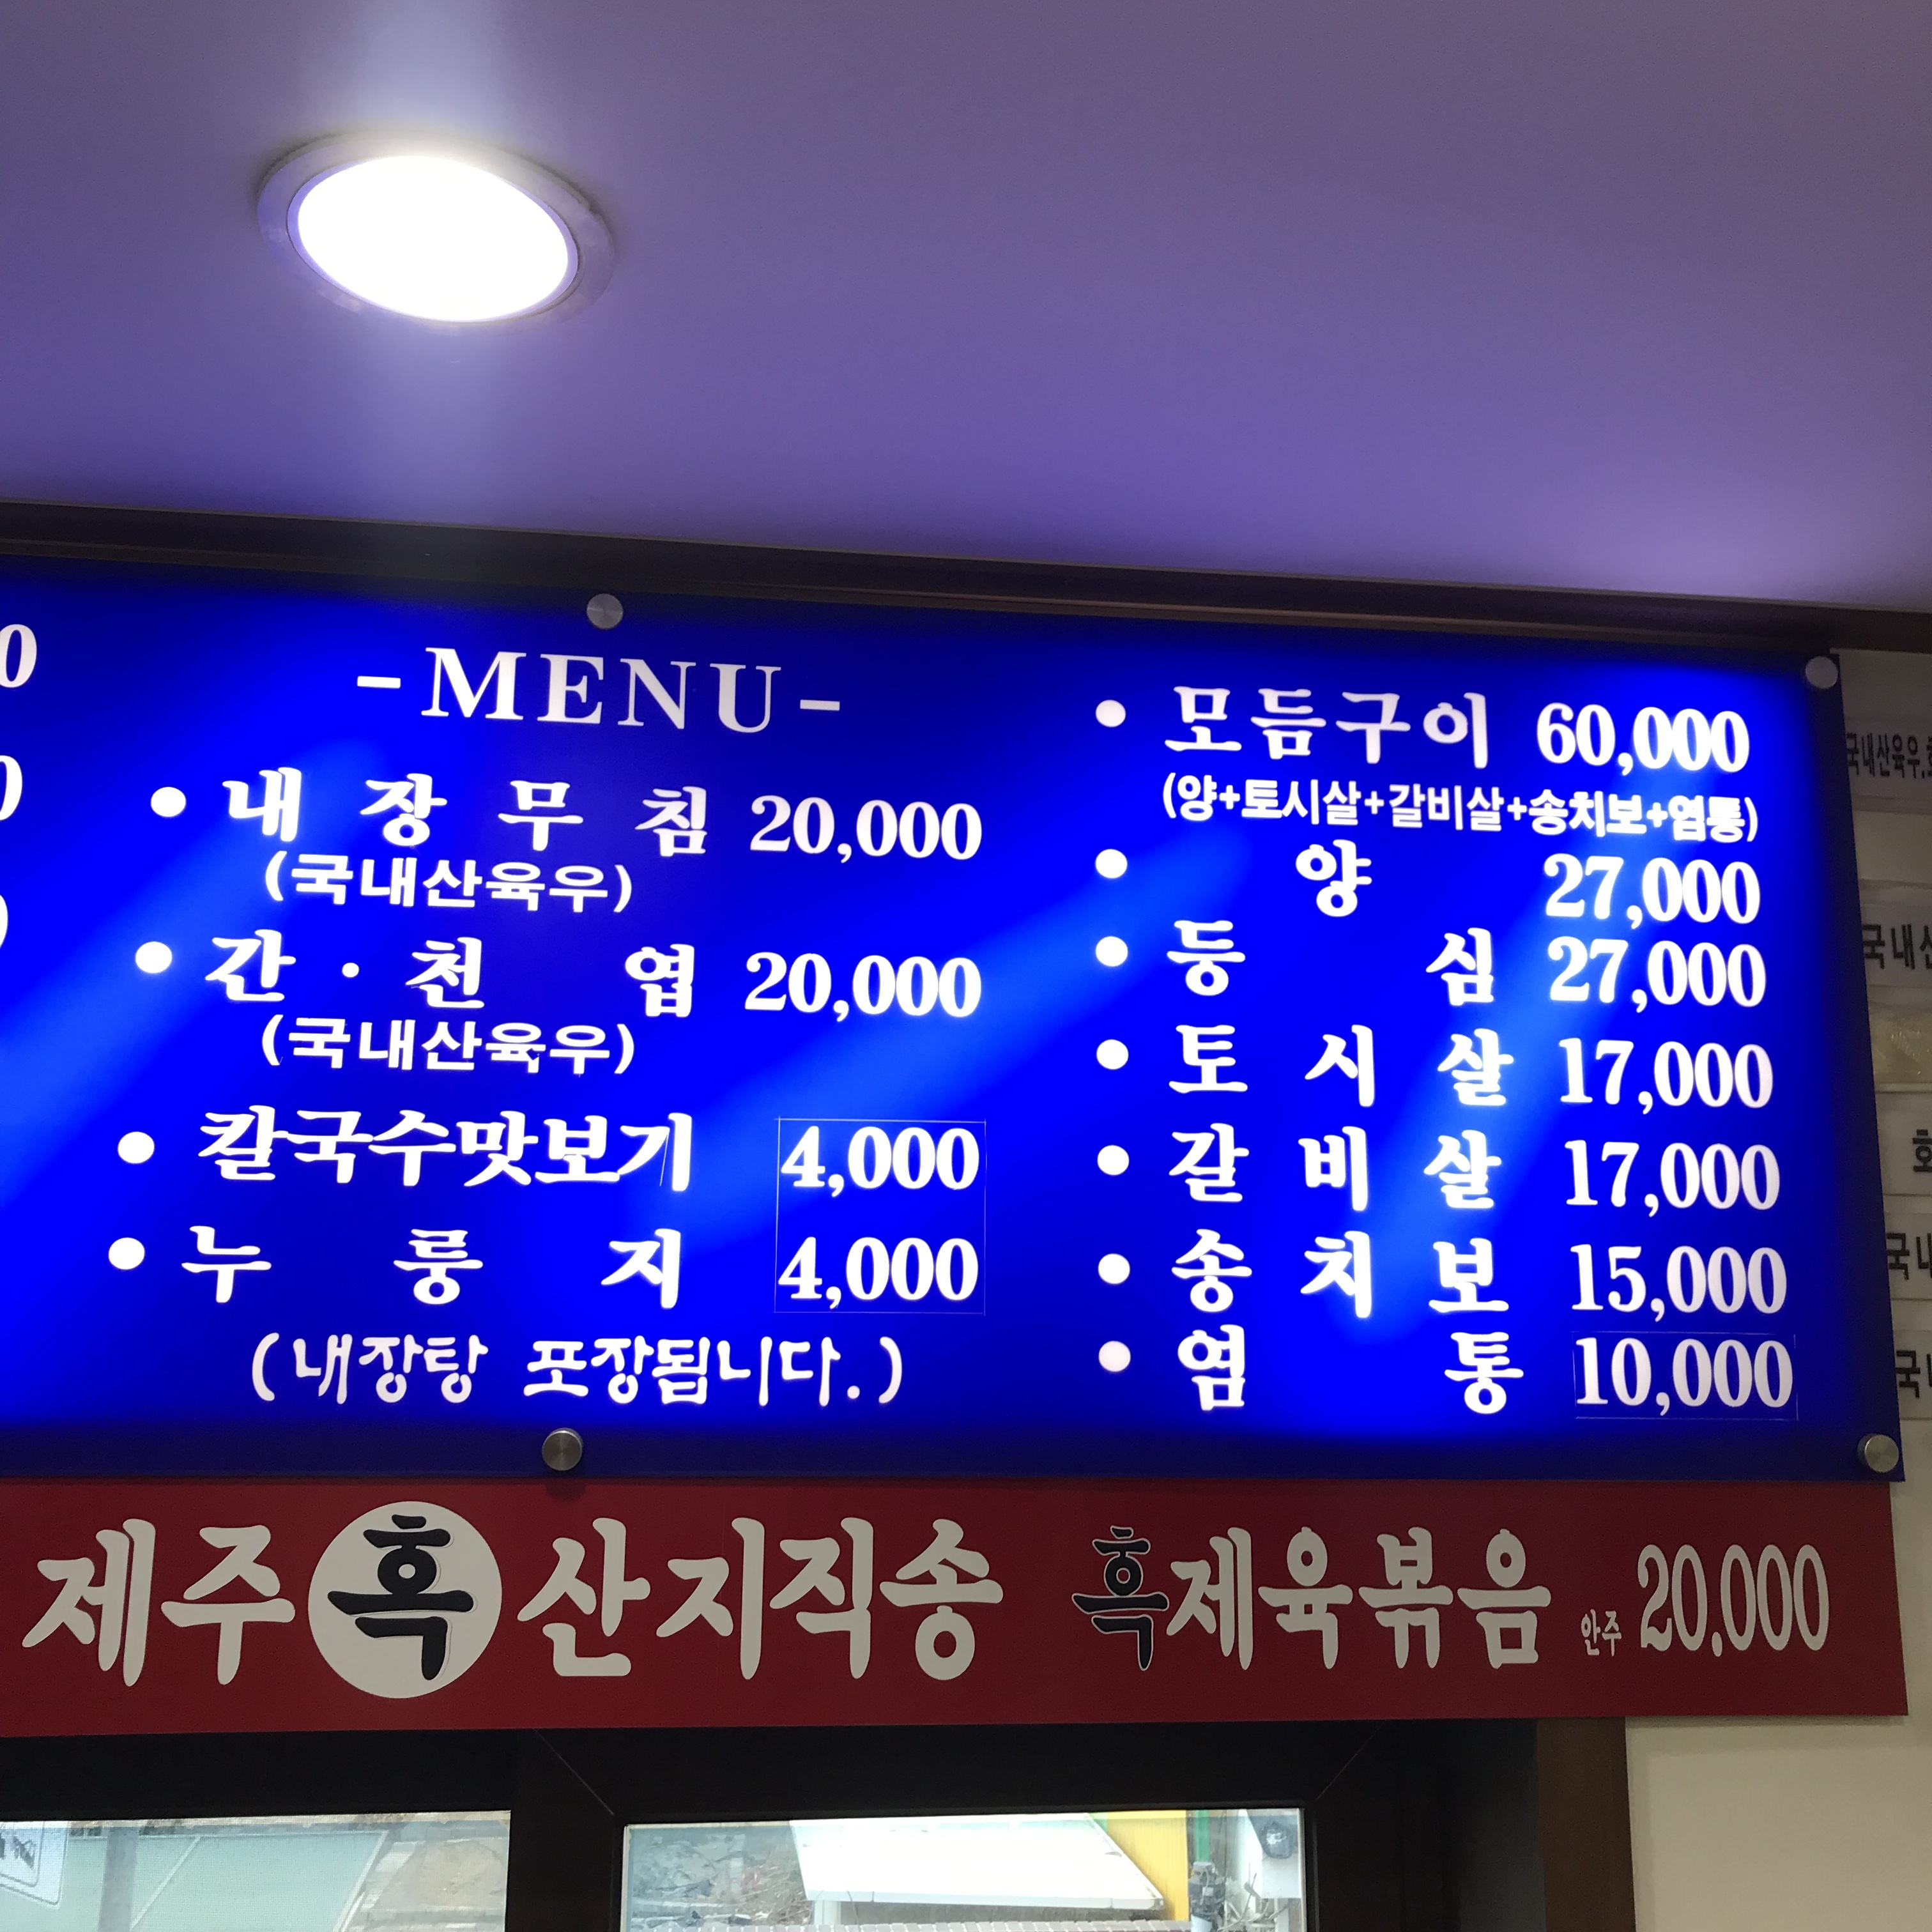 -MENU-
• 내장무침 20,000
(국내산육우)
• 간·천엽 20,000
(국내산육우)
• 칼국수맛보기 4,000
• 누룽지 4,000
(내장탕 포장됩니다.)
• 모듬구이 60,000
(양+토시살+갈비살+송치보+염통)
• 양 27,000
• 등심 27,000
• 토시살 17,000
• 갈비살 17,000
• 송치보 15,000
• 염통 10,000
제주흑산지직송 흑제육볶음 안주 20,000
국내산육우